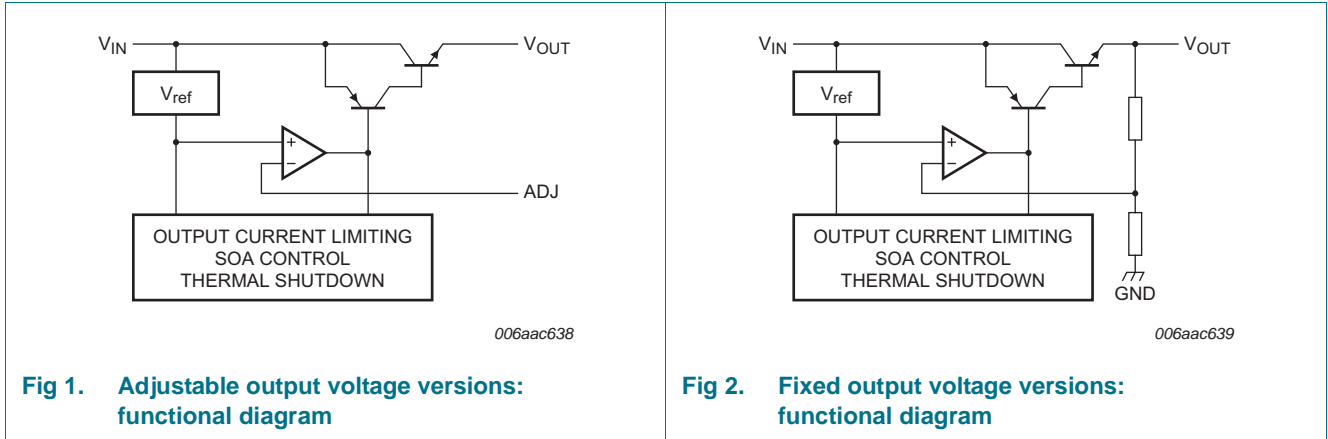 VIN
VOUT
Vref
+
−
ADJ
OUTPUT CURRENT LIMITING
SOA CONTROL
THERMAL SHUTDOWN
006aac638
Fig 1. Adjustable output voltage versions:
functional diagram
VIN
VOUT
Vref
+
−
OUTPUT CURRENT LIMITING
SOA CONTROL
THERMAL SHUTDOWN
GND
006aac639
Fig 2. Fixed output voltage versions:
functional diagram